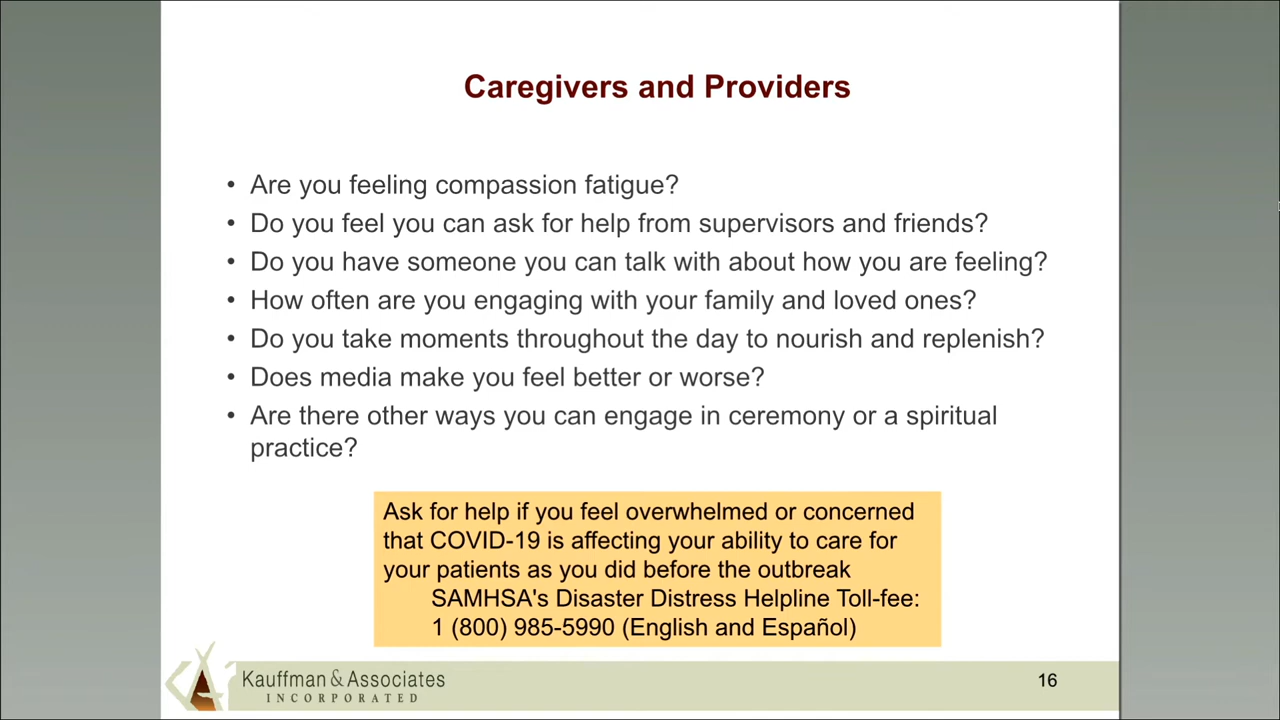 Caregivers and Providers
• Are you feeling compassion fatigue?
• Do you feel you can ask for help from supervisors and friends?
• Do you have someone you can talk with about how you are feeling?
• How often are you engaging with your family and loved ones?
• Do you take moments throughout the day to nourish and replenish?
• Does media make you feel better or worse?
• Are there other ways you can engage in ceremony or a spiritual
practice?
Ask for help if you feel overwhelmed or concerned
that COVID-19 is affecting your ability to care for
your patients as you did before the outbreak
SAMHSA's Disaster Distress Helpline Toll-fee:
1 (800) 985-5990 (English and Español)
Kauffman & Associates
INCORPORATED
16